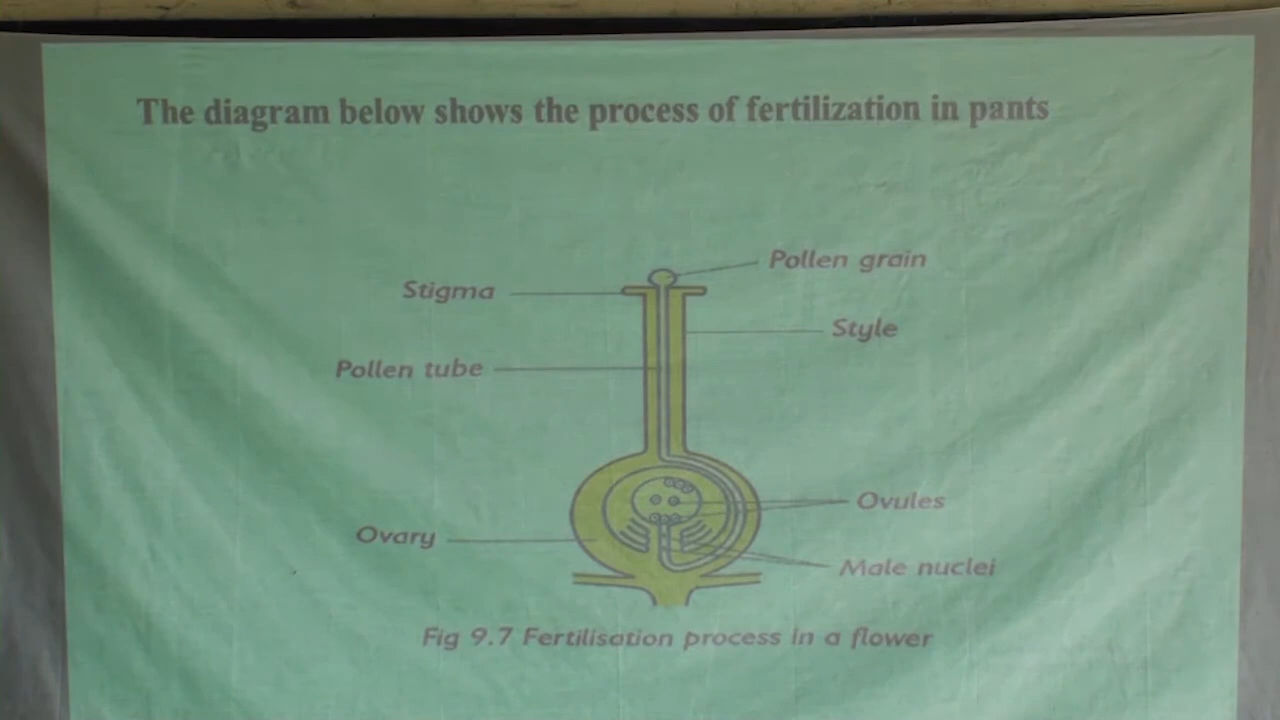 The diagram below shows the process of fertilization in pants
Pollen grain
Stigma
Style
Pollen tube
Ovules
Ovary
Male nuclei
Fig 9.7 Fertilisation process in a flower